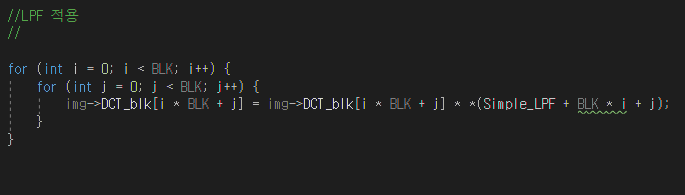 //LPF 적용
//
for (int i = 0; i < BLK; i++) {
for (int j = 0; j < BLK; j++) {
img->DCT_blk[i * BLK + j] = img->DCT_blk[i * BLK + j] * *(Simple_LPF + BLK * i + j);
}
}